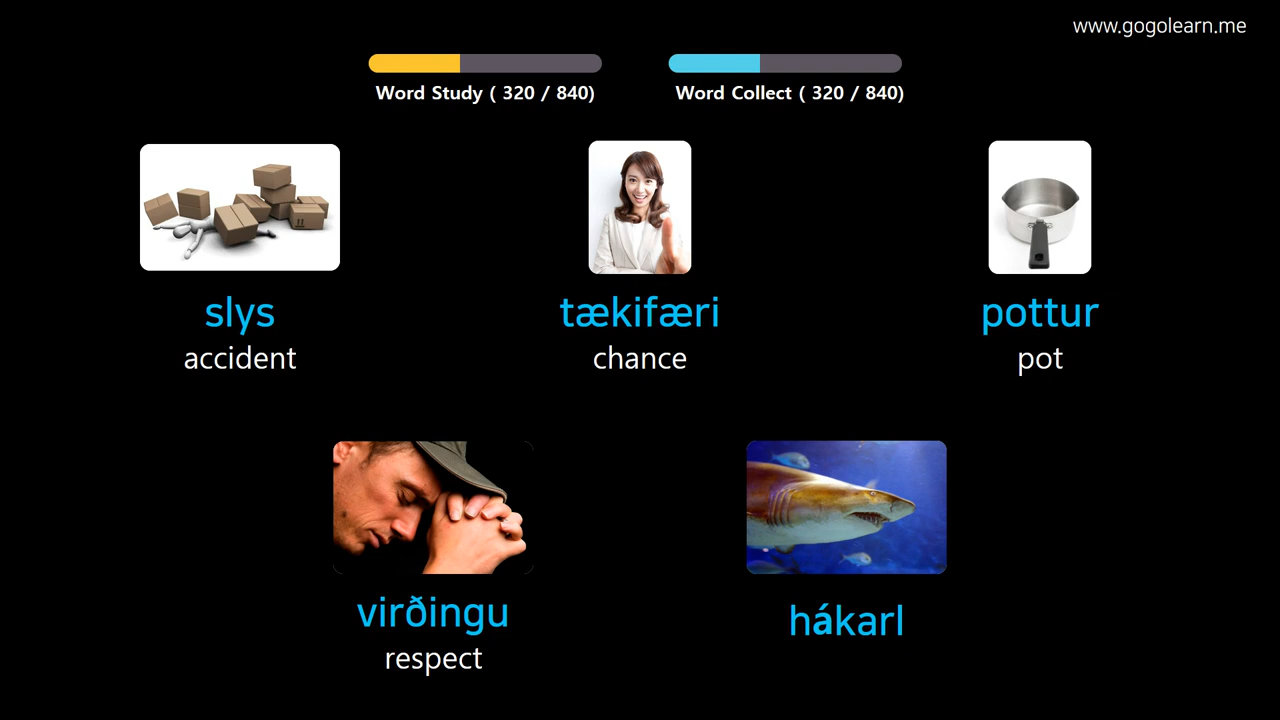 www.gogolearn.me
Word Study ( 320 / 840)
Word Collect ( 320 / 840)
slys
accident
tækifæri
chance
pottur
pot
virðingu
respect
hákarl